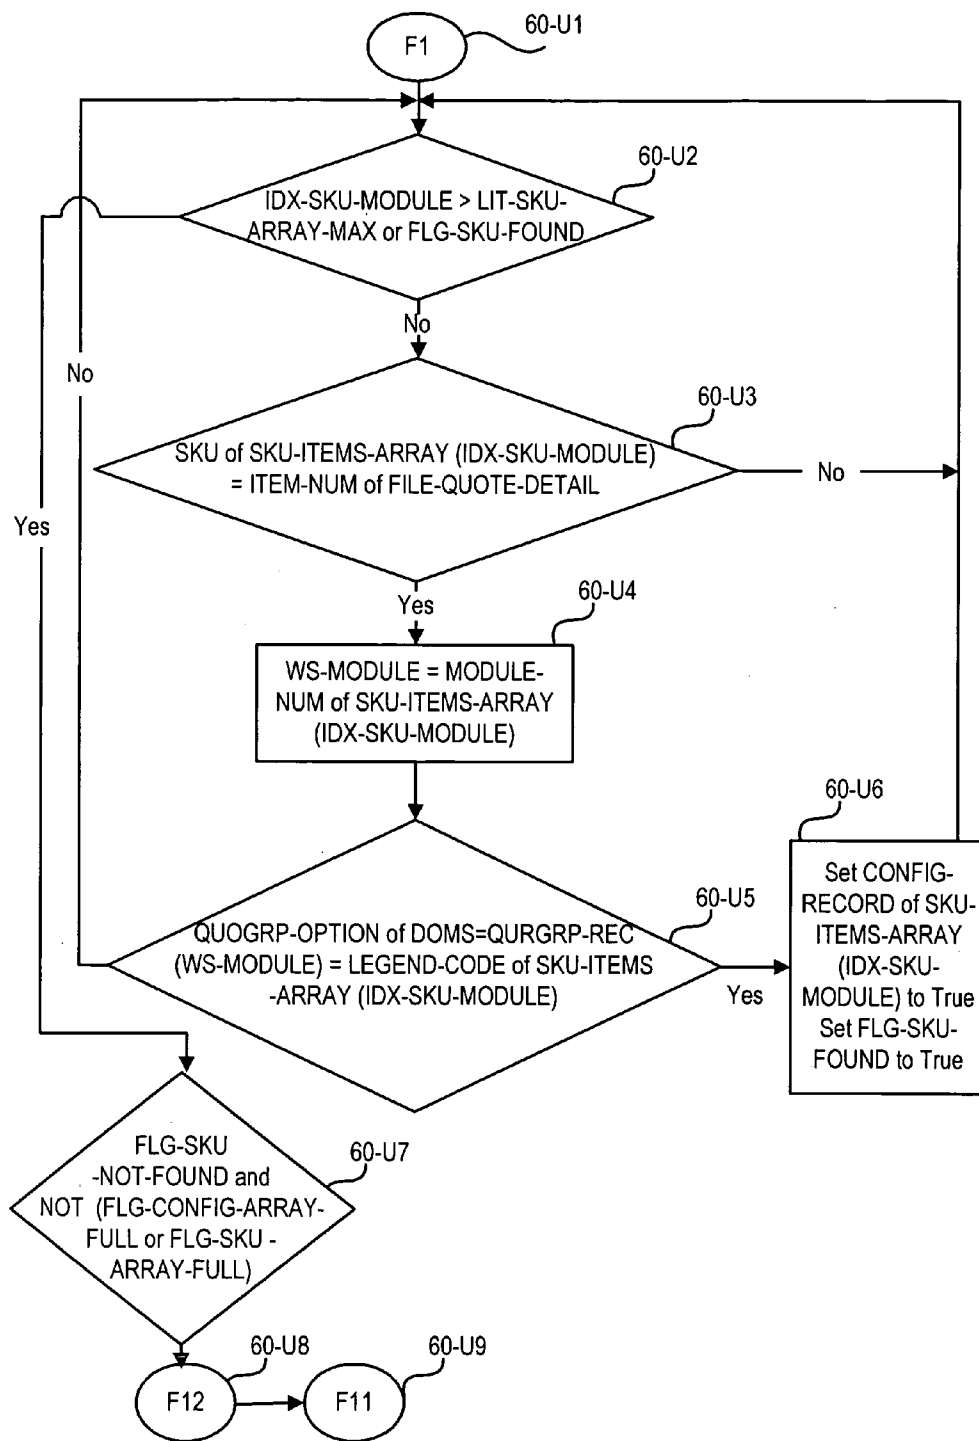 60-U1
F1
60-U2
IDX-SKU-MODULE > LIT-SKU-
ARRAY-MAX or FLG-SKU-FOUND
No
No
60-U3
SKU of SKU-ITEMS-ARRAY (IDX-SKU-MODULE)
= ITEM-NUM of FILE-QUOTE-DETAIL
No
Yes
Yes
60-U4
WS-MODULE = MODULE-
NUM of SKU-ITEMS-ARRAY
(IDX-SKU-MODULE)
60-U6
Set CONFIG-
RECORD of SKU-
ITEMS-ARRAY
(IDX-SKU-
MODULE) to True
Set FLG-SKU-
FOUND to True
60-U5
QUOGRP-OPTION of DOMS=QURGRP-REC
(WS-MODULE) = LEGEND-CODE of SKU-ITEMS
-ARRAY (IDX-SKU-MODULE)
Yes
60-U7
FLG-SKU
-NOT-FOUND and
NOT (FLG-CONFIG-ARRAY-
FULL or FLG-SKU -
ARRAY-FULL)
60-U8
60-U9
F12
F11